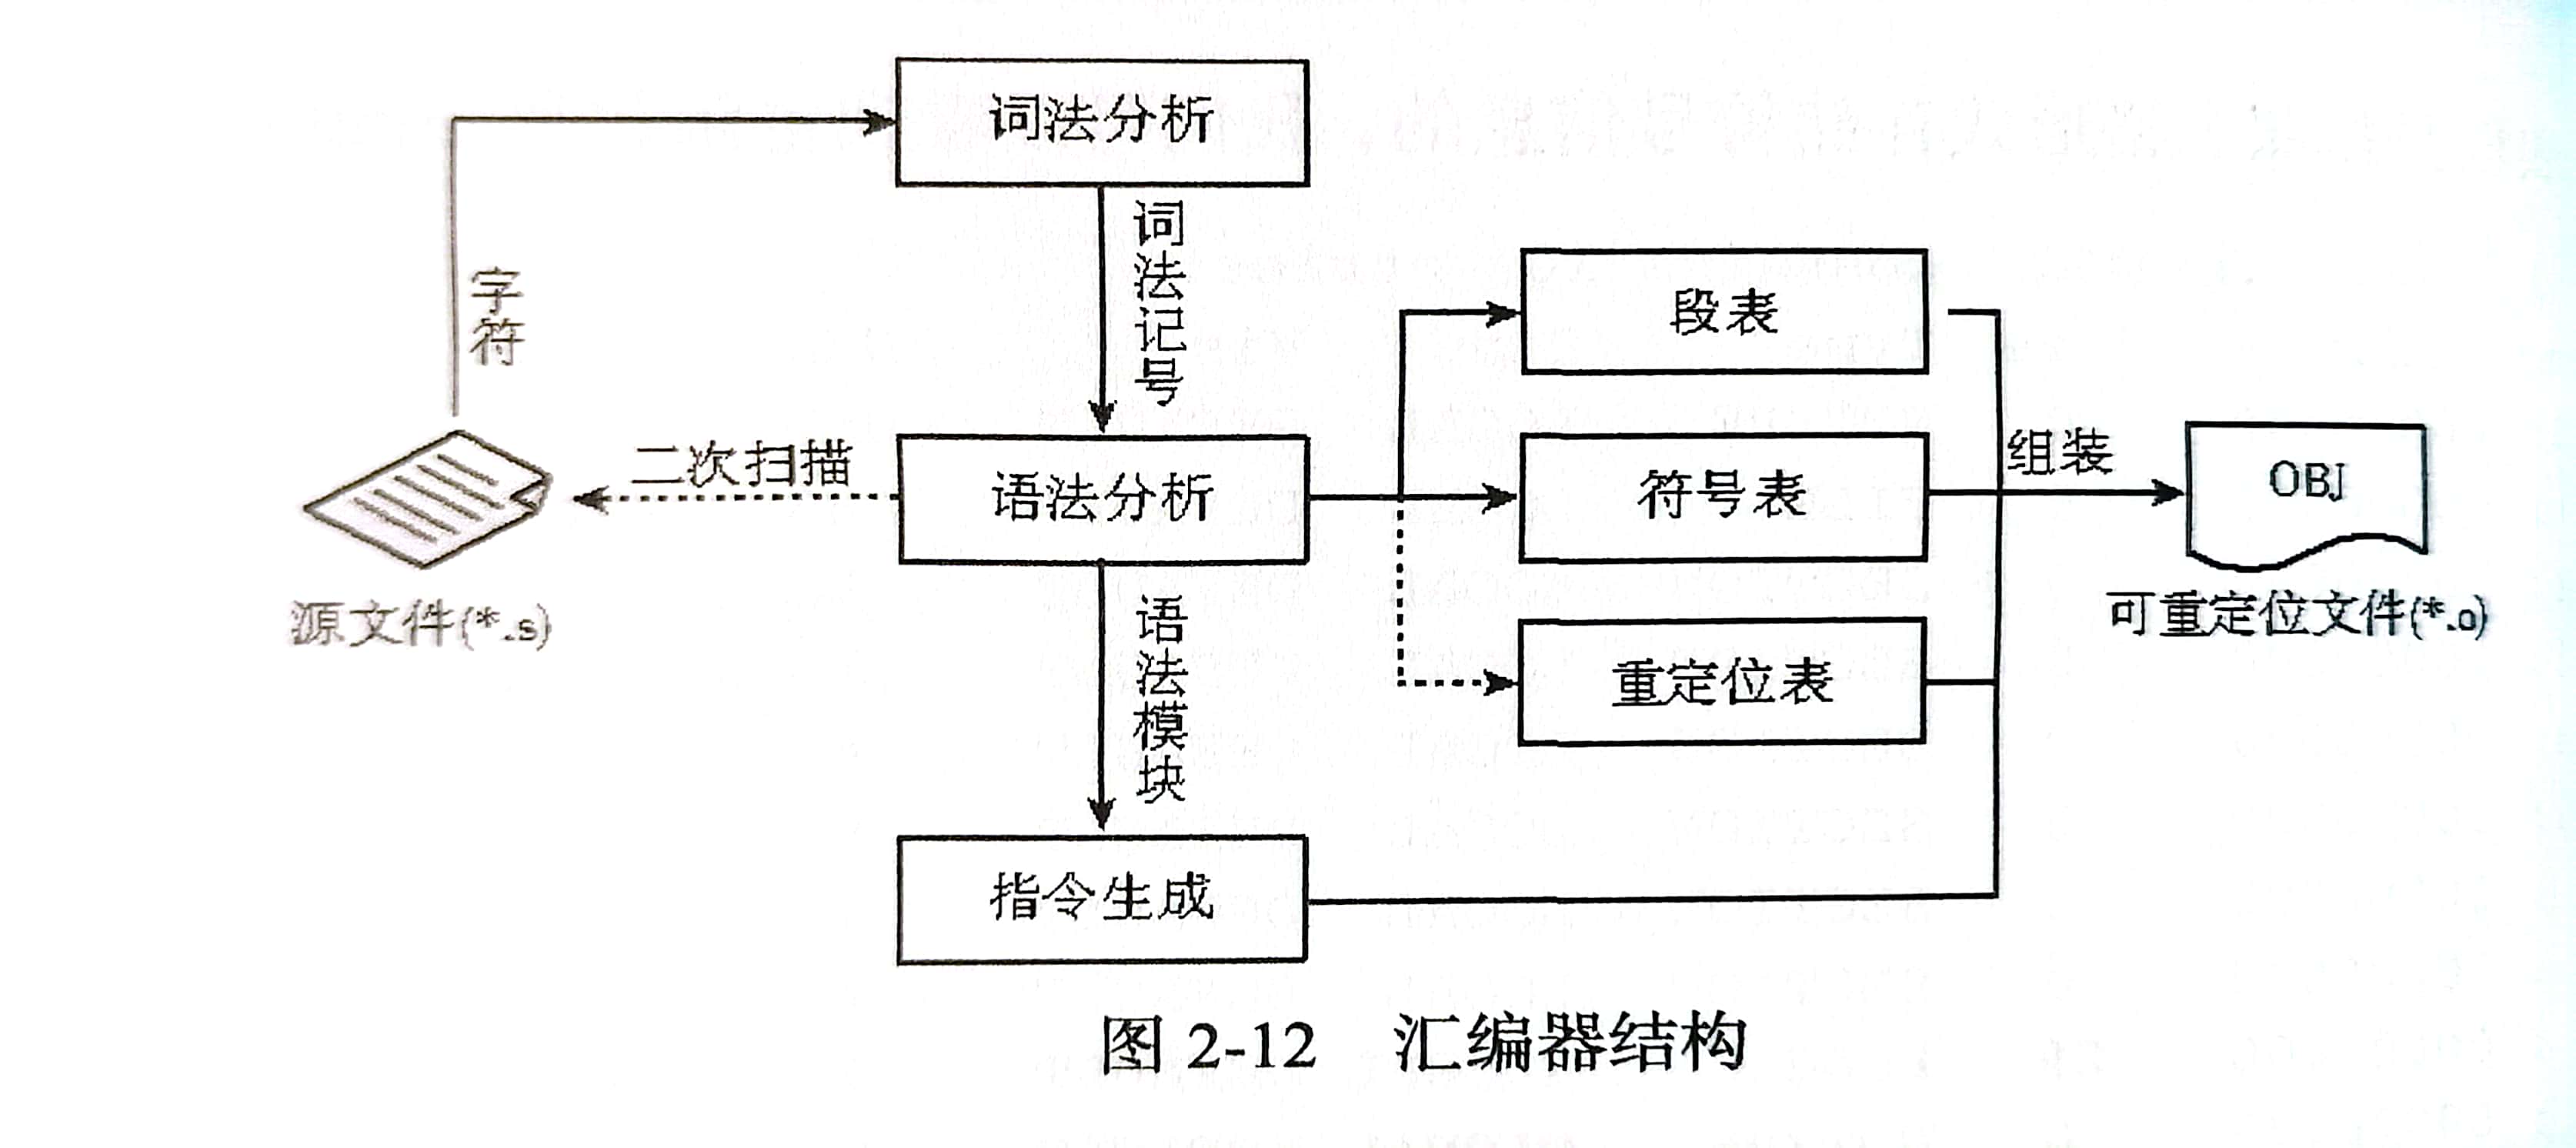 词法分析
字符
词法记号
段表
二次扫描
语法分析
符号表
组装
OBJ
源文件(*.s)
可重定位文件(*.o)
语法模块
重定位表
指令生成
图 2-12 汇编器结构